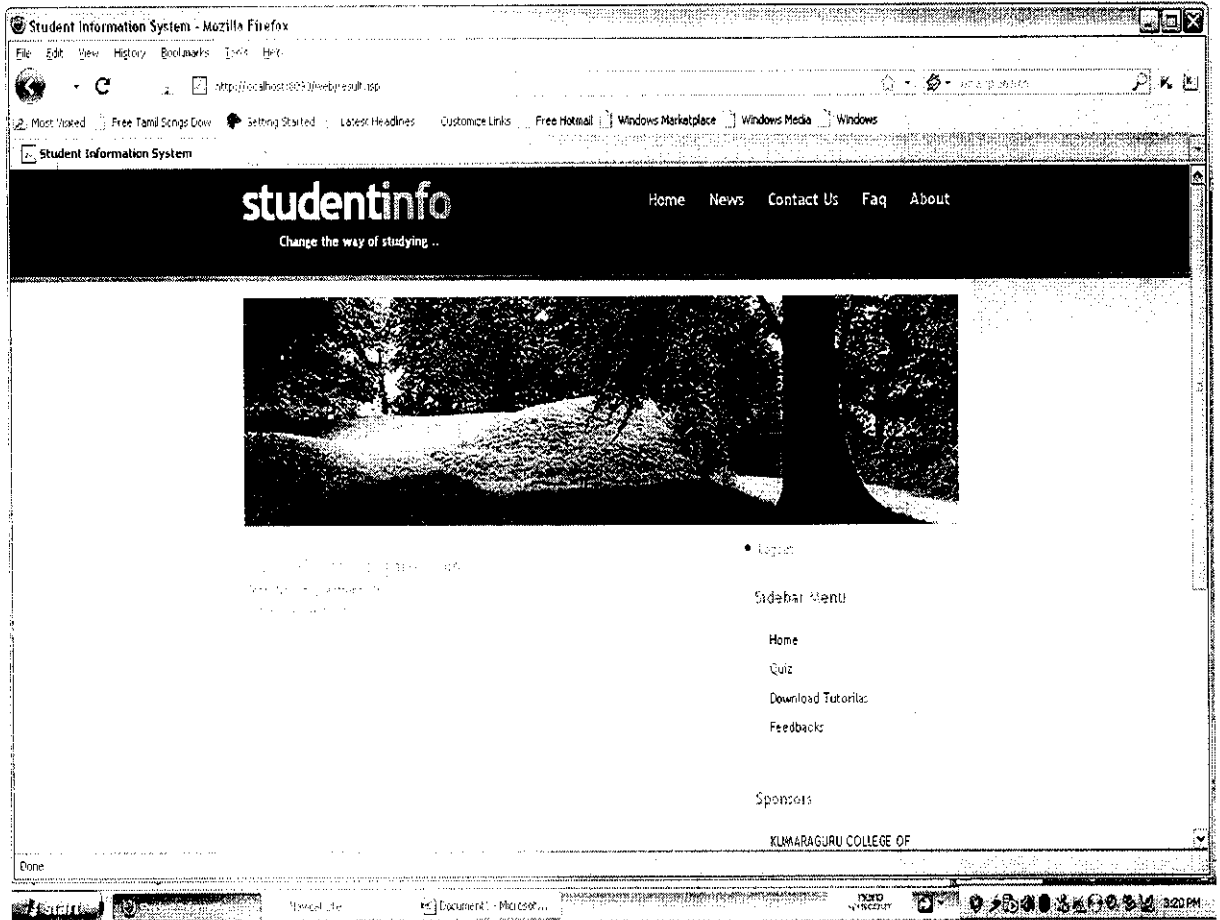 Student Information System - Mozilla Firefox
File Edit View History Bookmarks Tools Help
Most Visited Free Tamil Songs Dow Getting Started Latest Headlines Customize Links Free Hotmail Windows Marketplace Windows Media Windows
Student Information System
studentinfo
Home News Contact Us Faq About
Change the way of studying ..
Logout
Sidebar Menu
Home
Quiz
Download Tutorilas
Feedbacks
Sponsors
KUMARAGURU COLLEGE OF
Done
3:20 PM